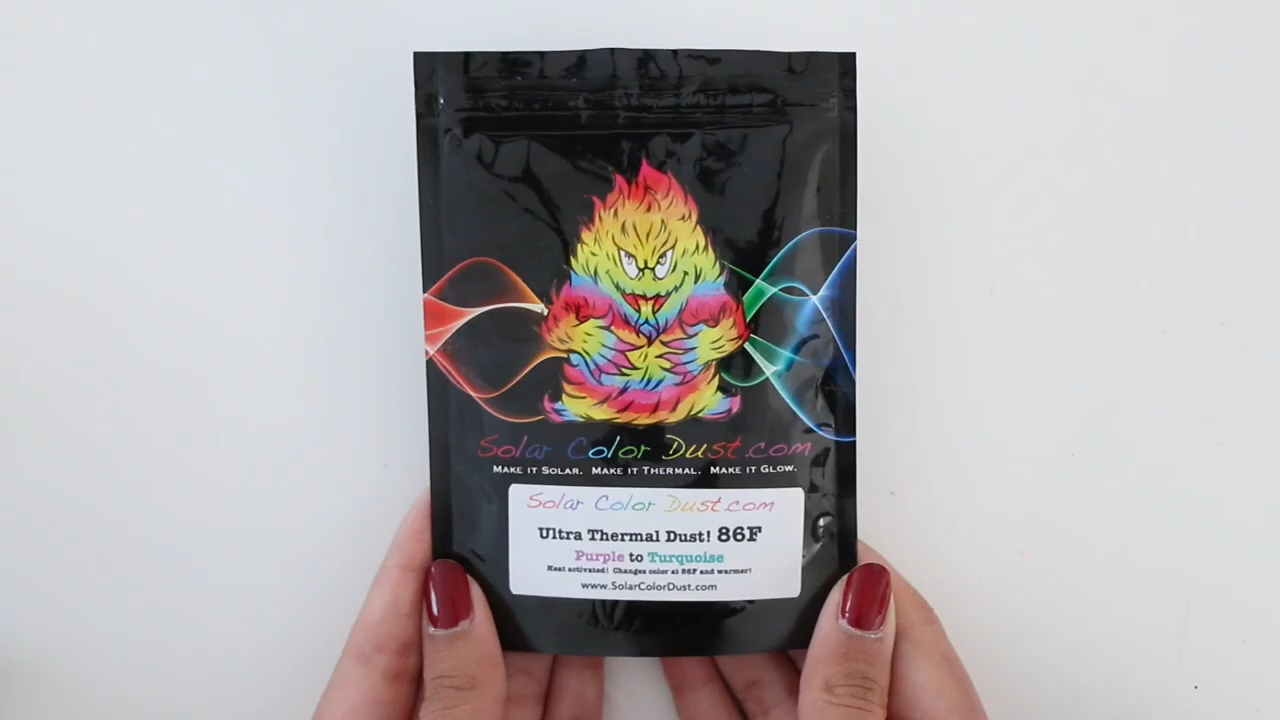 Solar Color Dust.com
Make it Solar. Make it Thermal. Make it Glow.
Solar Color Dust.com
Ultra Thermal Dust! 86F
Purple to Turquoise
Heat activated! Changes color at 86F and warmer!
www.SolarColorDust.com